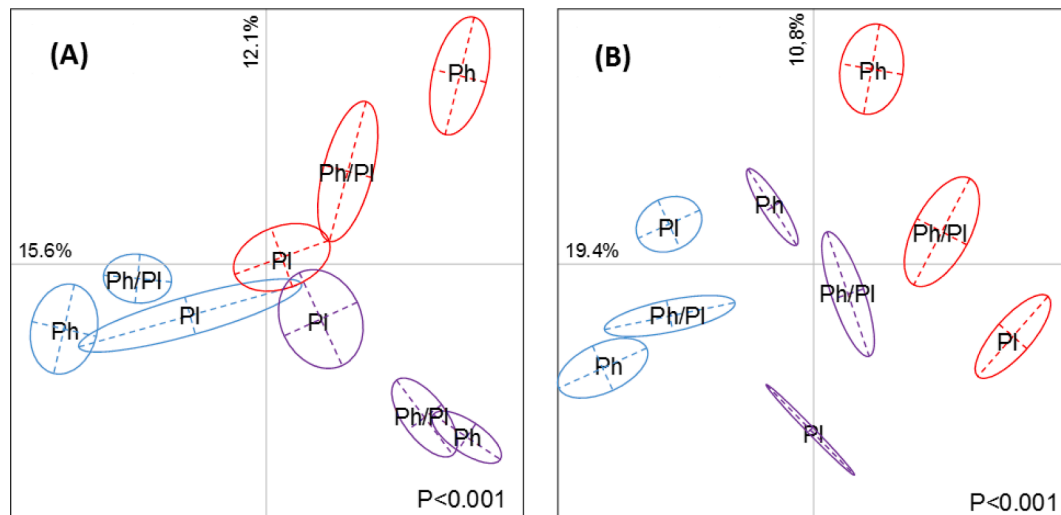 (A)
12.1%
Ph
Ph/Pl
15.6%
Pl
Ph/Pl
Pl
Ph
Pl
Ph/Pl
Ph
P<0.001
(B)
10,8%
Ph
Ph
Pl
Ph/Pl
19.4%
Ph/Pl
Ph/Pl
Pl
Ph
Pl
P<0.001